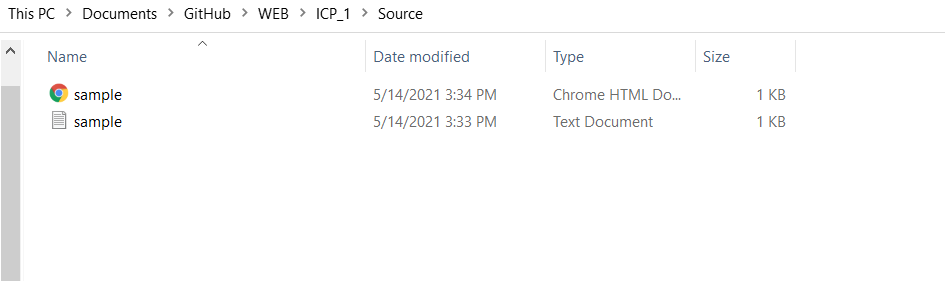 This PC > Documents > GitHub > WEB > ICP_1 > Source
Name Date modified Type Size
sample 5/14/2021 3:34 PM Chrome HTML Do... 1 KB
sample 5/14/2021 3:33 PM Text Document 1 KB